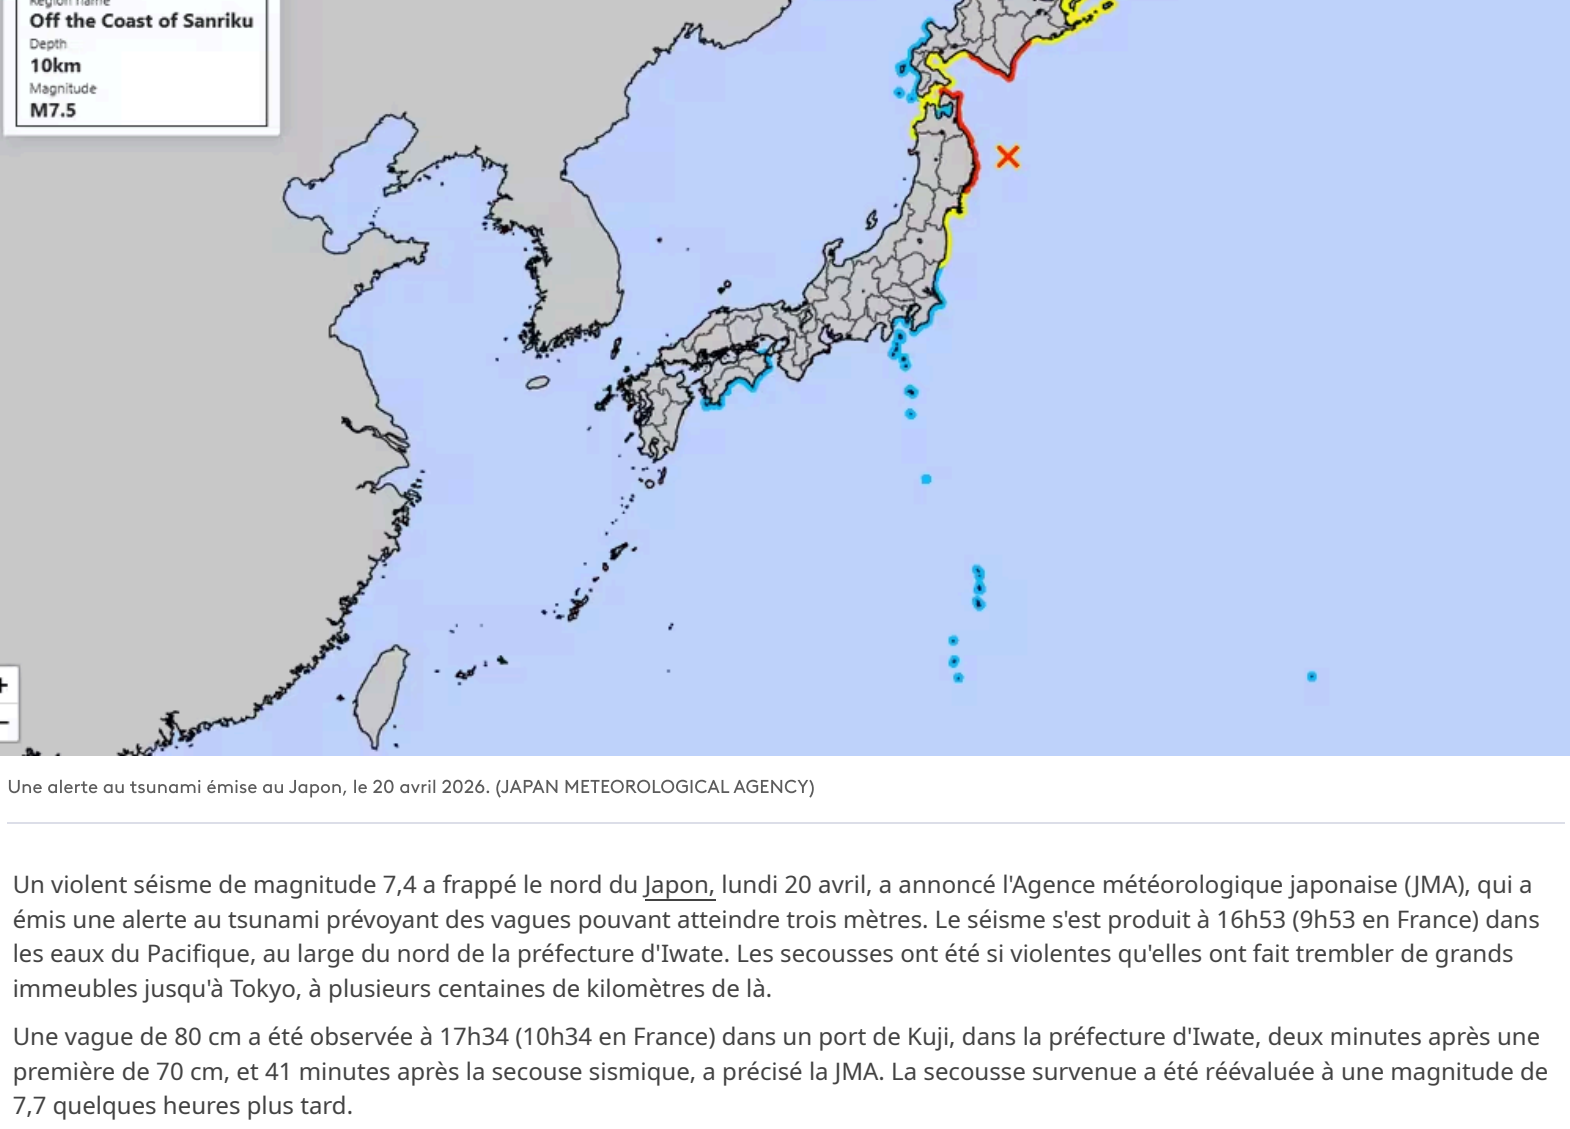 Region name
Off the Coast of Sanriku
Depth
10km
Magnitude
M7.5
+
−
Une alerte au tsunami émise au Japon, le 20 avril 2026. (JAPAN METEOROLOGICAL AGENCY)
Un violent séisme de magnitude 7,4 a frappé le nord du Japon, lundi 20 avril, a annoncé l'Agence météorologique japonaise (JMA), qui a
émis une alerte au tsunami prévoyant des vagues pouvant atteindre trois mètres. Le séisme s'est produit à 16h53 (9h53 en France) dans
les eaux du Pacifique, au large du nord de la préfecture d'Iwate. Les secousses ont été si violentes qu'elles ont fait trembler de grands
immeubles jusqu'à Tokyo, à plusieurs centaines de kilomètres de là.
Une vague de 80 cm a été observée à 17h34 (10h34 en France) dans un port de Kuji, dans la préfecture d'Iwate, deux minutes après une
première de 70 cm, et 41 minutes après la secouse sismique, a précisé la JMA. La secousse survenue a été réévaluée à une magnitude de
7,7 quelques heures plus tard.